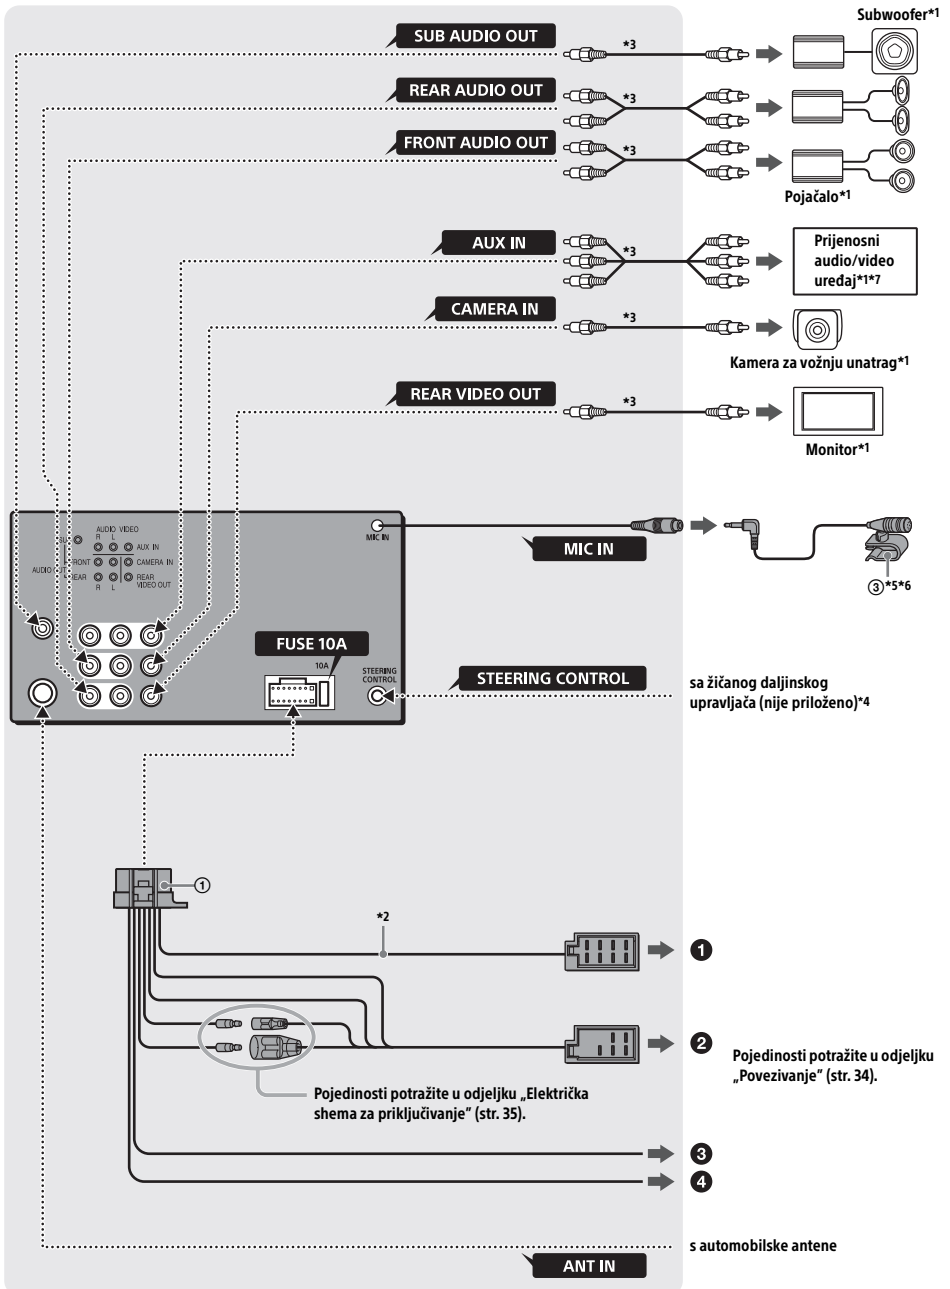 Subwoofer*1
SUB AUDIO OUT
*3
REAR AUDIO OUT
*3
FRONT AUDIO OUT
*3
Pojačalo*1
AUX IN
*3
Prijenosni
audio/video
uređaj*1*7
CAMERA IN
*3
Kamera za vožnju unatrag*1
REAR VIDEO OUT
*3
Monitor*1
AUDIO VIDEO
R L
SUB
AUX IN
AUDIO OUT
FRONT
CAMERA IN
REAR
REAR
VIDEO OUT
R L
MIC IN
MIC IN
③*5*6
FUSE 10A
10A
STEERING
CONTROL
STEERING CONTROL
sa žičanog daljinskog
upravljača (nije priloženo)*4
①
*2
❶
❷
Pojedinosti potražite u odjeljku
„Povezivanje” (str. 34).
Pojedinosti potražite u odjeljku „Električka
shema za priključivanje” (str. 35).
❸
❹
s automobilske antene
ANT IN